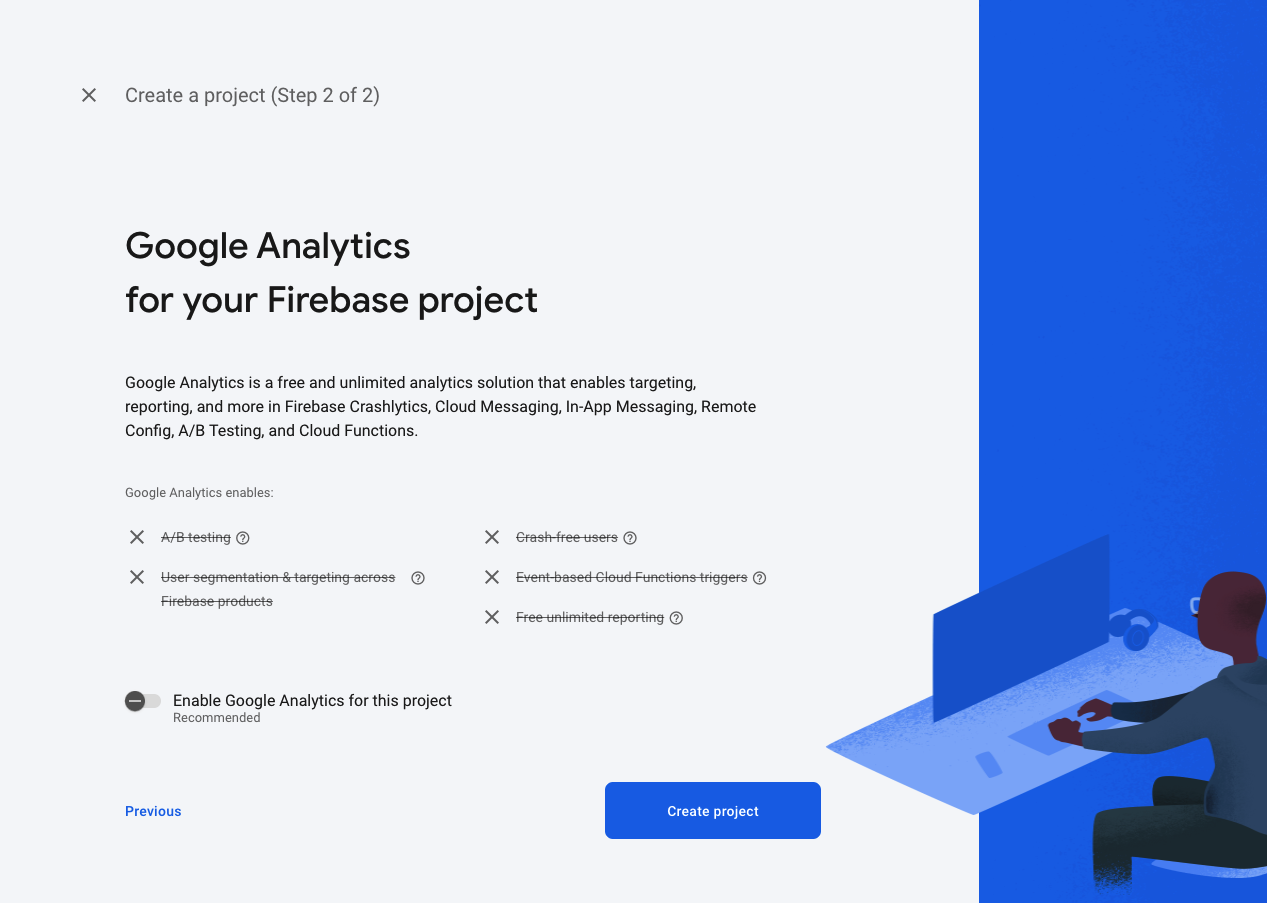 Create a project (Step 2 of 2)
Google Analytics
for your Firebase project
Google Analytics is a free and unlimited analytics solution that enables targeting,
reporting, and more in Firebase Crashlytics, Cloud Messaging, In-App Messaging, Remote
Config, A/B Testing, and Cloud Functions.
Google Analytics enables:
A/B testing
User segmentation & targeting across
Firebase products
Crash-free users
Event-based Cloud Functions triggers
Free unlimited reporting
Enable Google Analytics for this project
Recommended
Previous
Create project